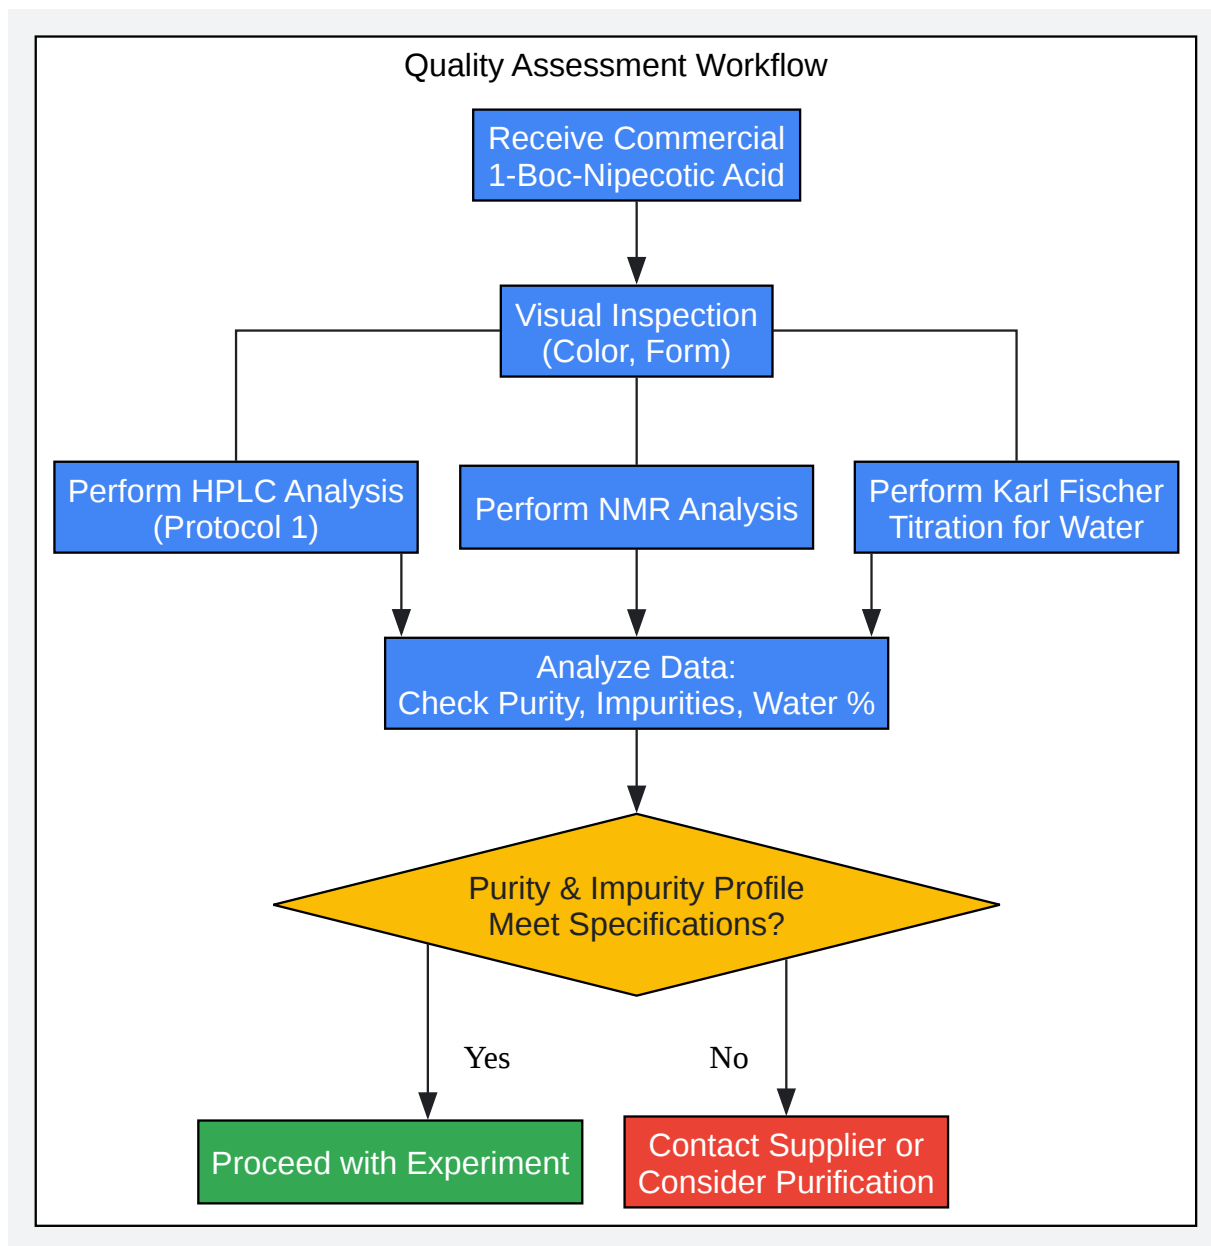 Quality Assessment Workflow
Receive Commercial
1-Boc-Nipecotic Acid
Visual Inspection
(Color, Form)
Perform HPLC Analysis
(Protocol 1)
Perform NMR Analysis
Perform Karl Fischer
Titration for Water
Analyze Data:
Check Purity, Impurities, Water %
Purity & Impurity Profile
Meet Specifications?
Yes
No
Proceed with Experiment
Contact Supplier or
Consider Purification